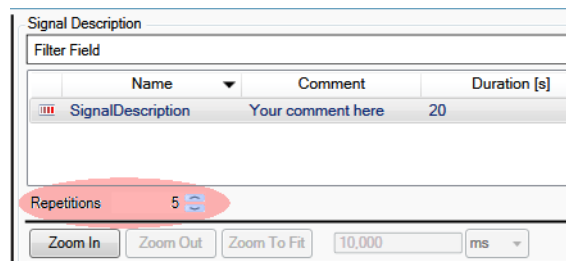 Signal Description
Filter Field
Name Comment Duration [s]
SignalDescription Your comment here 20
Repetitions 5
Zoom In Zoom Out Zoom To Fit 10,000 ms